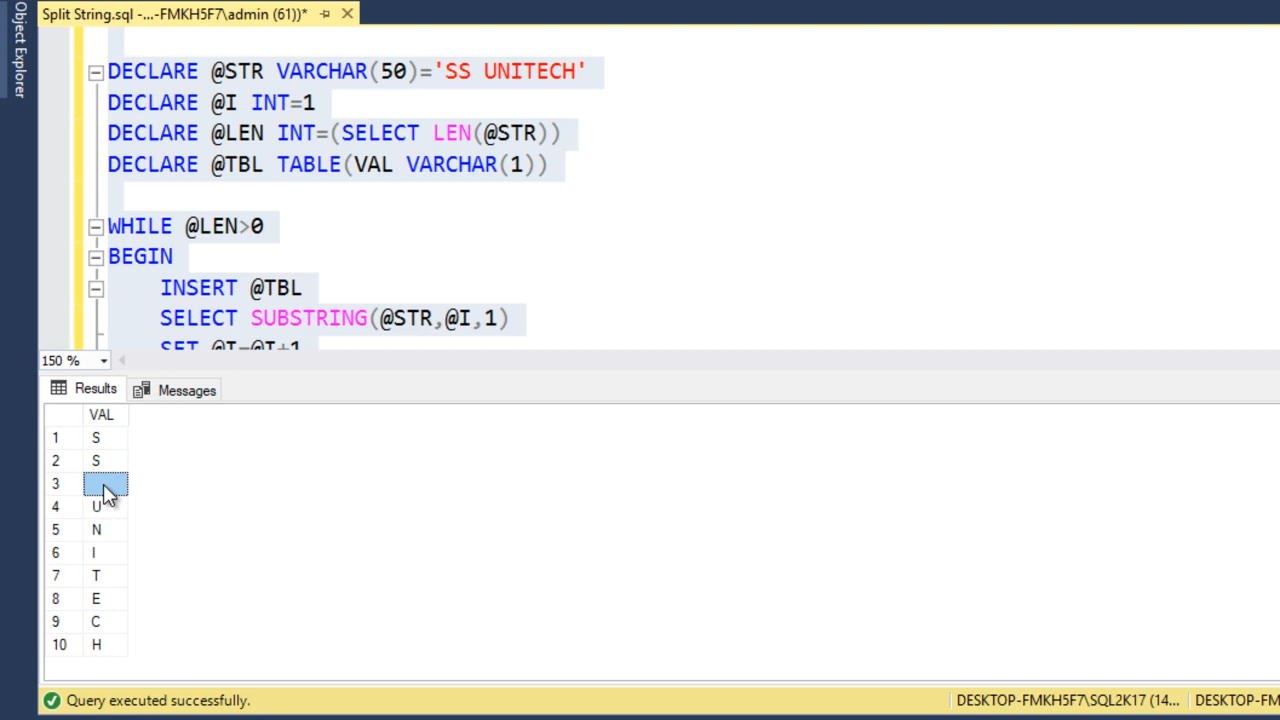 Object Explorer
Split String.sql -...-FMKH5F7\admin (61))*
DECLARE @STR VARCHAR(50)='SS UNITECH'
DECLARE @I INT=1
DECLARE @LEN INT=(SELECT LEN(@STR))
DECLARE @TBL TABLE(VAL VARCHAR(1))
WHILE @LEN>0
BEGIN
INSERT @TBL
SELECT SUBSTRING(@STR,@I,1)
SET @I=@I+1
150 %
Results Messages
VAL
1 S
2 S
3
4 U
5 N
6 I
7 T
8 E
9 C
10 H
Query executed successfully. DESKTOP-FMKH5F7\SQL2K17 (14... DESKTOP-FM